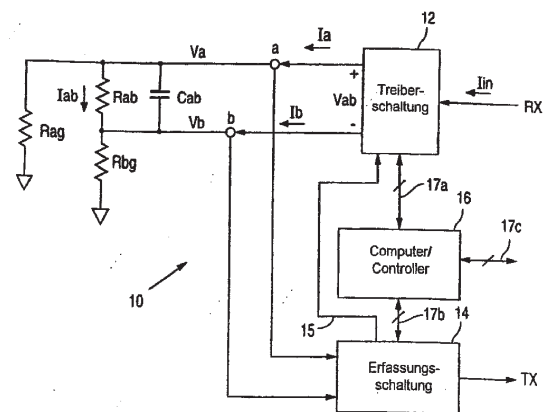 12
Ia
Va
a
Iab
Rab
Cab
Rag
Vb
b
Ib
+
Vab
-
Treiber-
schaltung
Iin
RX
Rbg
17a
16
17c
Computer/
Controller
10
15
17b
14
Erfassungs-
schaltung
TX